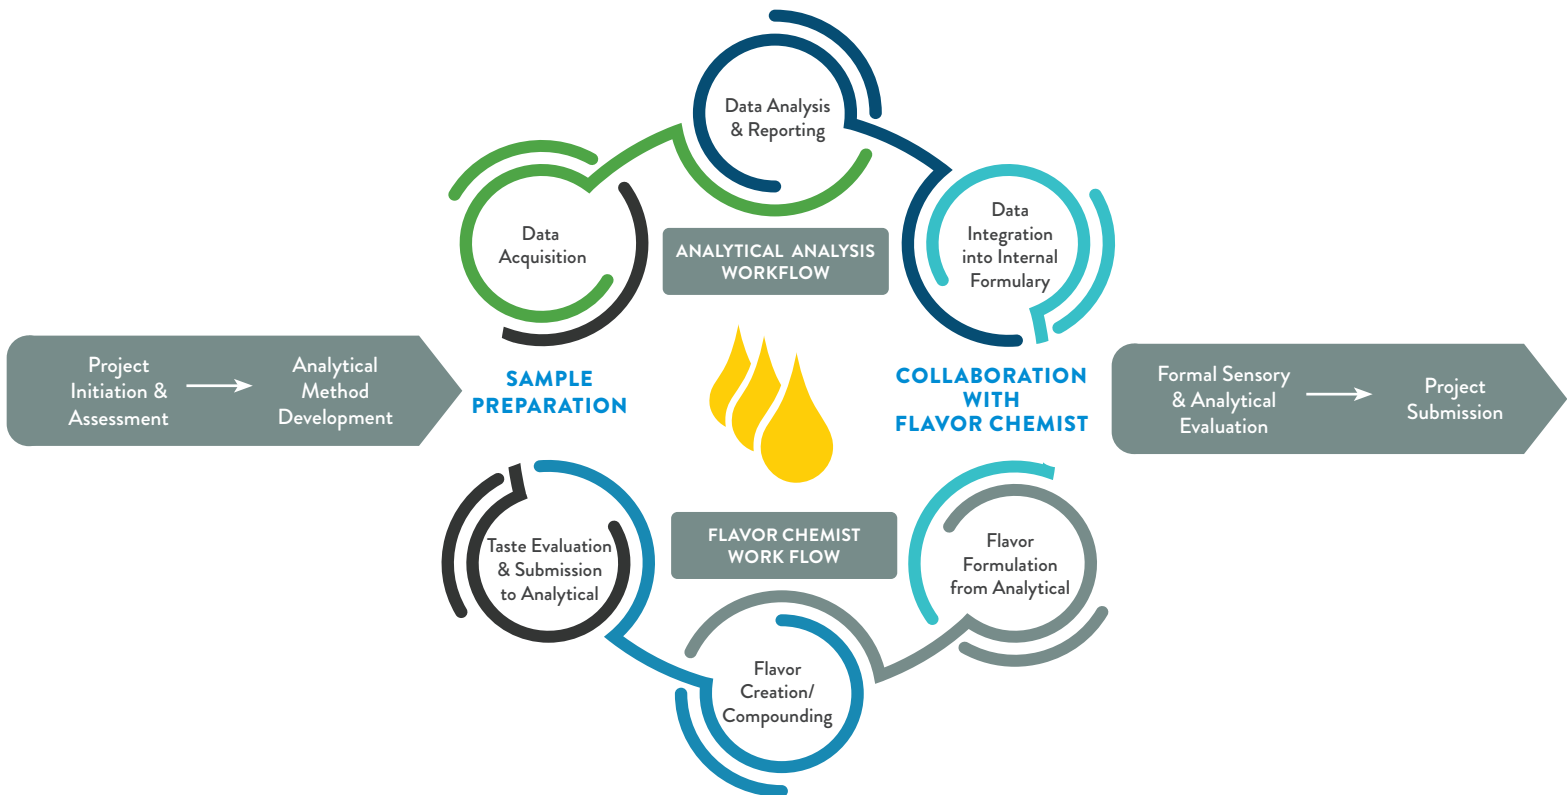 Project
Initiation &
Assessment
Analytical
Method
Development
SAMPLE
PREPARATION
Data
Acquisition
Data Analysis
& Reporting
Data
Integration
into Internal
Formulary
ANALYTICAL ANALYSIS
WORKFLOW
COLLABORATION
WITH
FLAVOR CHEMIST
Flavor
Formulation
from Analytical
Flavor
Creation/
Compounding
Taste Evaluation
& Submission
to Analytical
FLAVOR CHEMIST
WORK FLOW
Formal Sensory
& Analytical
Evaluation
Project
Submission